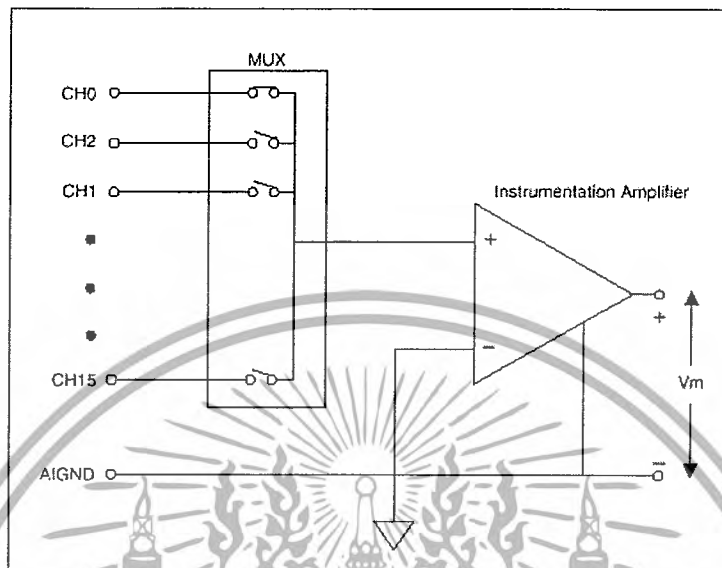 MUX
CH0
CH2
CH1
Instrumentation Amplifier
+
−
+
Vm
CH15
AIGND
−